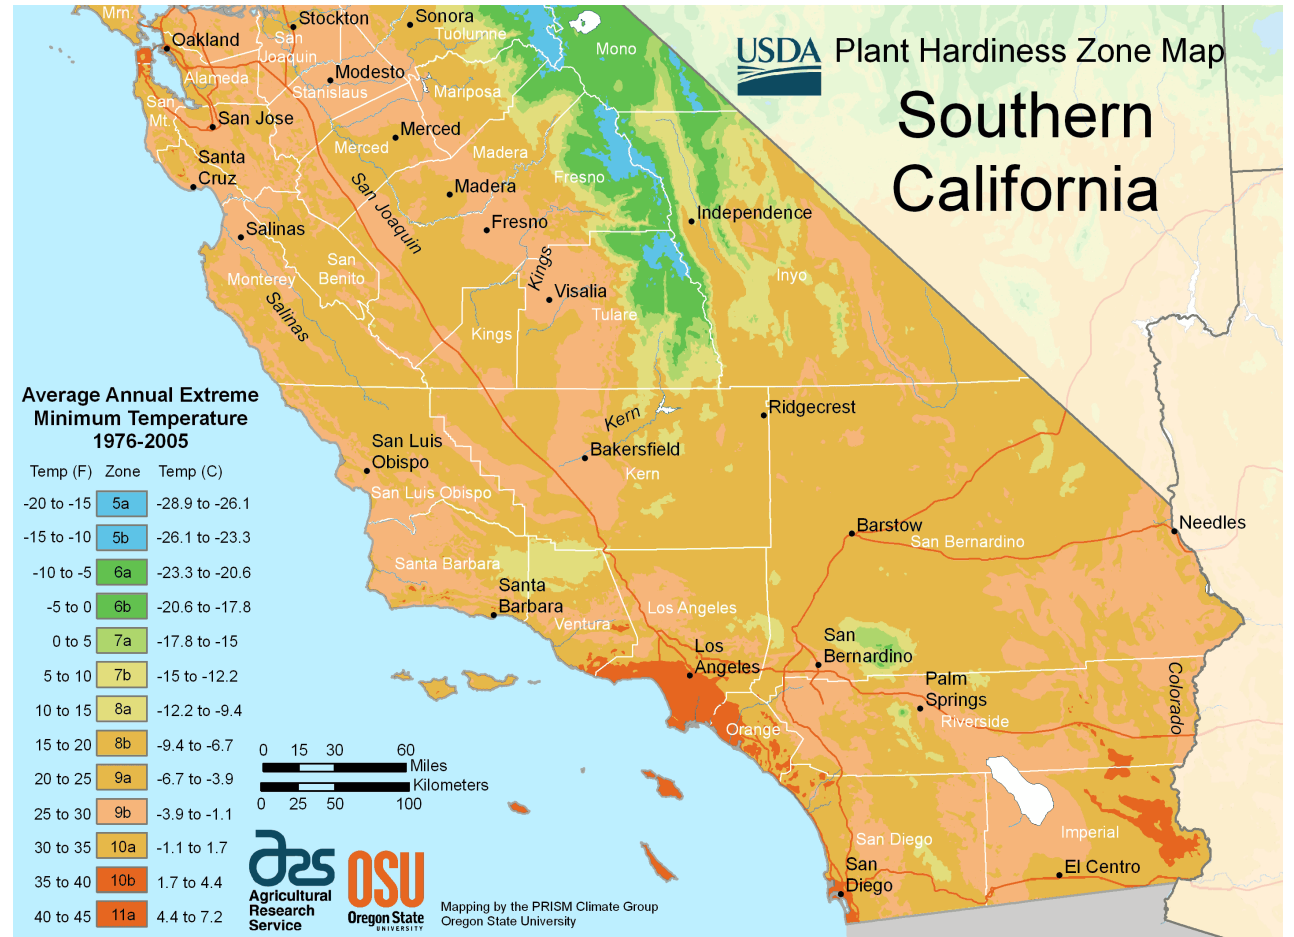 USDA Plant Hardiness Zone Map
Southern
California
Mrn.
Stockton
Sonora
Tuolumne
Mono
Oakland
San
Joaquin
Alameda
Modesto
Stanislaus
Mariposa
San
Mt.
San Jose
Merced
Merced
Madera
Santa
Cruz
Fresno
Madera
San Joaquin
Independence
Fresno
Salinas
San
Benito
Monterey
Kings
Inyo
Visalia
Tulare
Salinas
Kings
Kern
Ridgecrest
San Luis
Obispo
Bakersfield
Kern
San Luis Obispo
Barstow
San Bernardino
Needles
Santa Barbara
Santa
Barbara
Ventura
Los Angeles
Los
Angeles
San
Bernardino
Palm
Springs
Riverside
Colorado
Orange
San Diego
Imperial
San
Diego
El Centro
Average Annual Extreme
Minimum Temperature
1976-2005
Temp (F) Zone Temp (C)
-20 to -15 5a -28.9 to -26.1
-15 to -10 5b -26.1 to -23.3
-10 to -5 6a -23.3 to -20.6
-5 to 0 6b -20.6 to -17.8
0 to 5 7a -17.8 to -15
5 to 10 7b -15 to -12.2
10 to 15 8a -12.2 to -9.4
15 to 20 8b -9.4 to -6.7
20 to 25 9a -6.7 to -3.9
25 to 30 9b -3.9 to -1.1
30 to 35 10a -1.1 to 1.7
35 to 40 10b 1.7 to 4.4
40 to 45 11a 4.4 to 7.2
0 15 30 60
Miles
Kilometers
0 25 50 100
ars
Agricultural
Research
Service
OSU
Oregon State
UNIVERSITY
Mapping by the PRISM Climate Group
Oregon State University